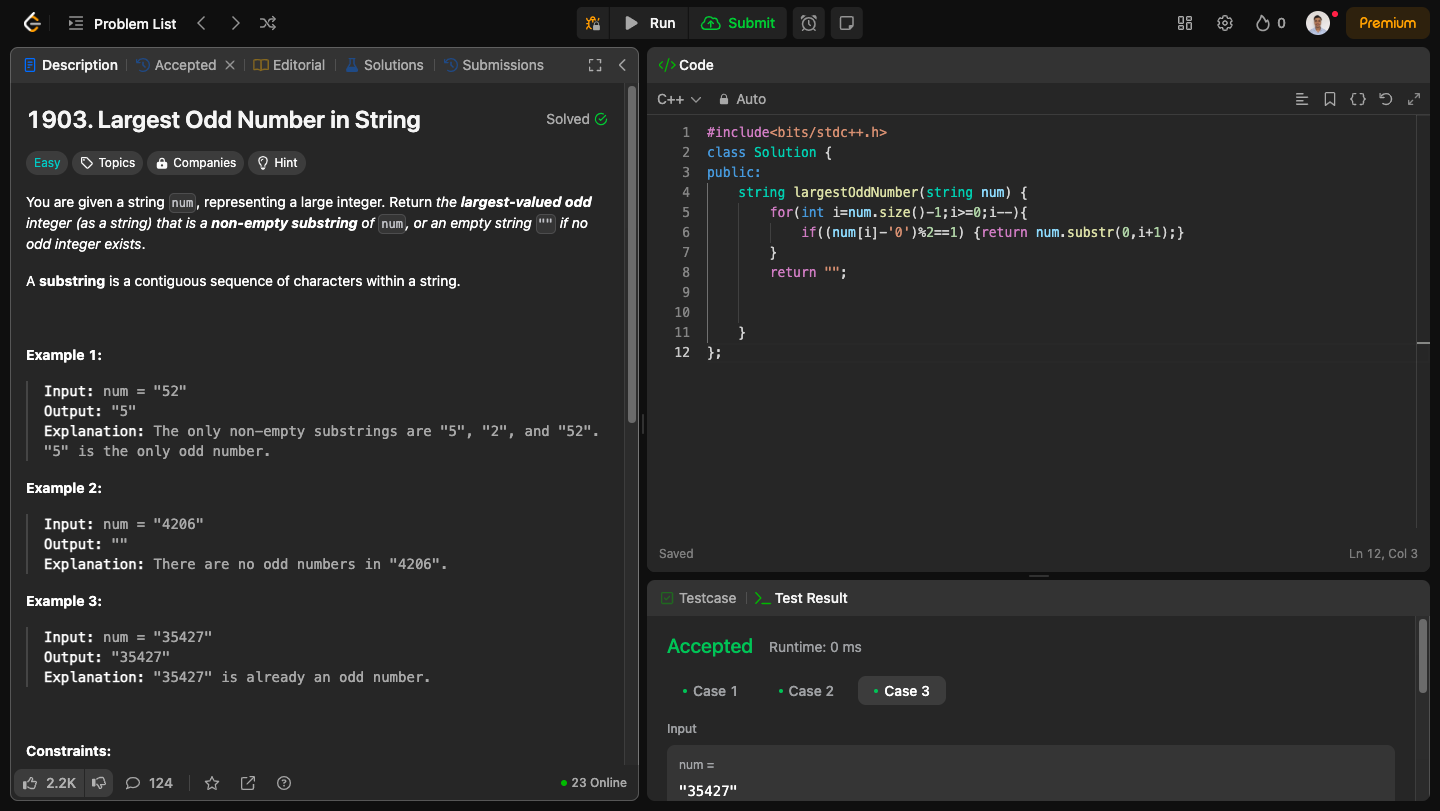 Problem List
Run
Submit
0
Premium
Description
Accepted
Editorial
Solutions
Submissions
1903. Largest Odd Number in String
Solved
Easy
Topics
Companies
Hint
You are given a string num, representing a large integer. Return the largest-valued odd
integer (as a string) that is a non-empty substring of num, or an empty string "" if no
odd integer exists.
A substring is a contiguous sequence of characters within a string.
Example 1:
Input: num = "52"
Output: "5"
Explanation: The only non-empty substrings are "5", "2", and "52".
"5" is the only odd number.
Example 2:
Input: num = "4206"
Output: ""
Explanation: There are no odd numbers in "4206".
Example 3:
Input: num = "35427"
Output: "35427"
Explanation: "35427" is already an odd number.
Constraints:
2.2K
124
23 Online
</>Code
C++
Auto
1 #include<bits/stdc++.h>
2 class Solution {
3 public:
4     string largestOddNumber(string num) {
5         for(int i=num.size()-1;i>=0;i--){
6             if((num[i]-'0')%2==1) {return num.substr(0,i+1);}
7         }
8         return "";
9
10
11     }
12 };
Saved
Ln 12, Col 3
Testcase
Test Result
Accepted
Runtime: 0 ms
Case 1
Case 2
Case 3
Input
num =
"35427"